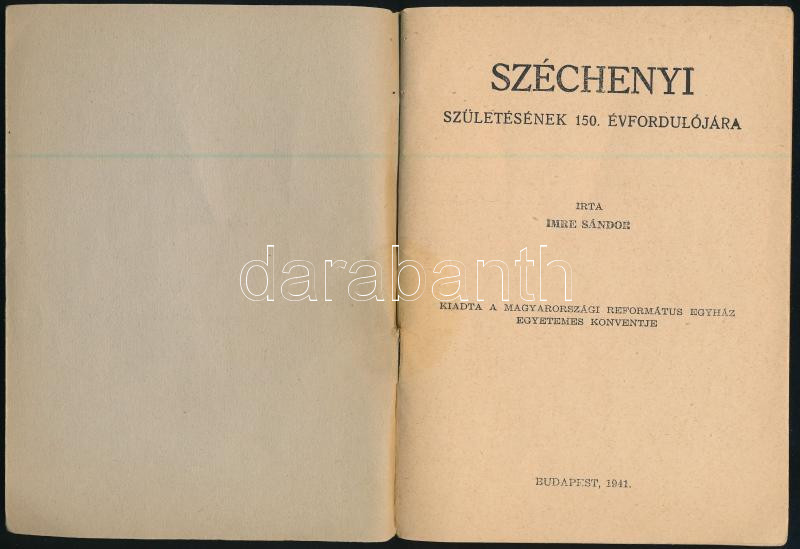 SZÉCHENYI
SZÜLETÉSÉNEK 150. ÉVFORDULÓJÁRA
IRTA
IMRE SÁNDOR
darabanth
KIADTA A MAGYARORSZÁGI REFORMÁTUS EGYHÁZ
EGYETEMES KONVENTJE
BUDAPEST, 1941.